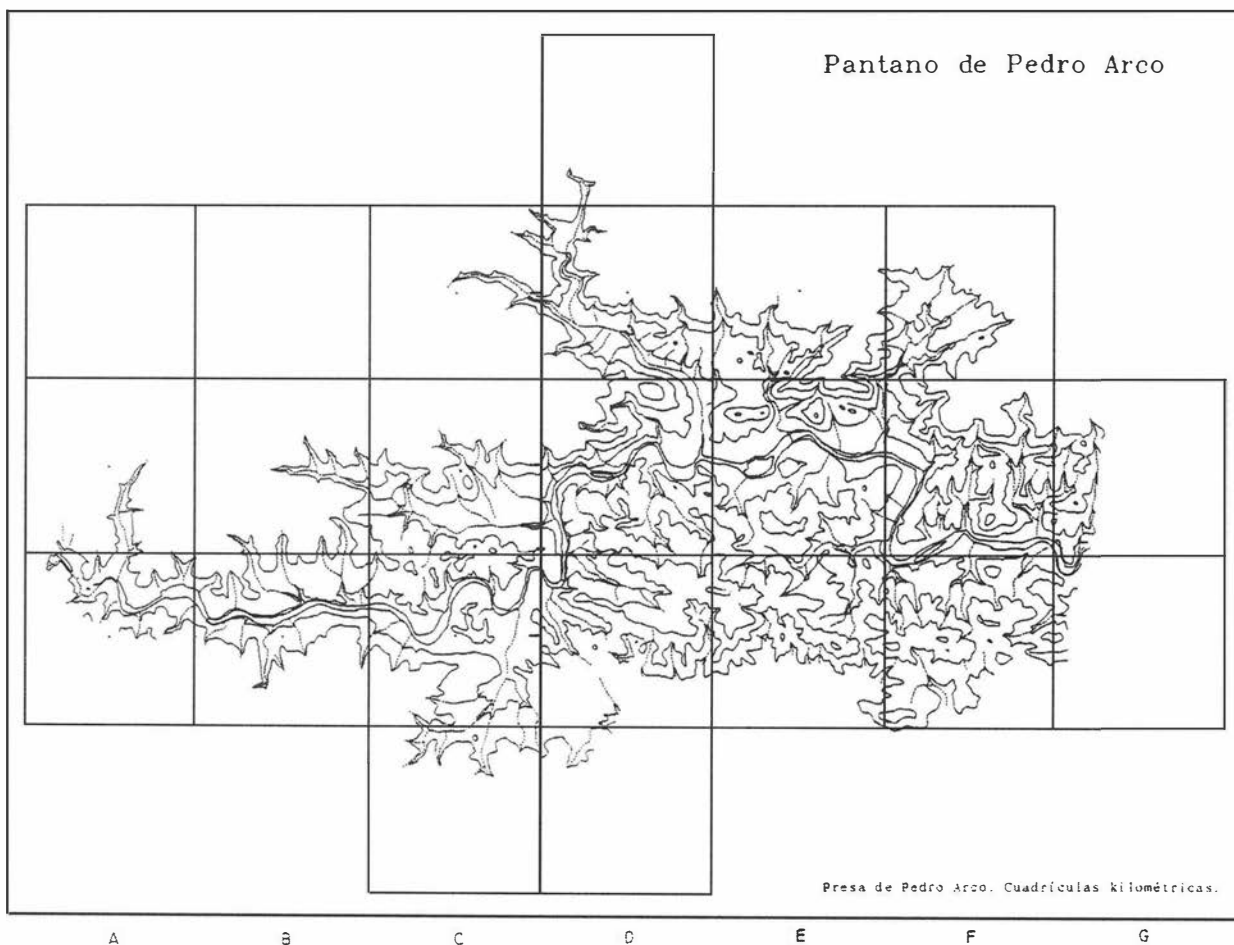 Pantano de Pedro Arco
Presa de Pedro Arco. Cuadrículas kilométricas.
A B C D E F G